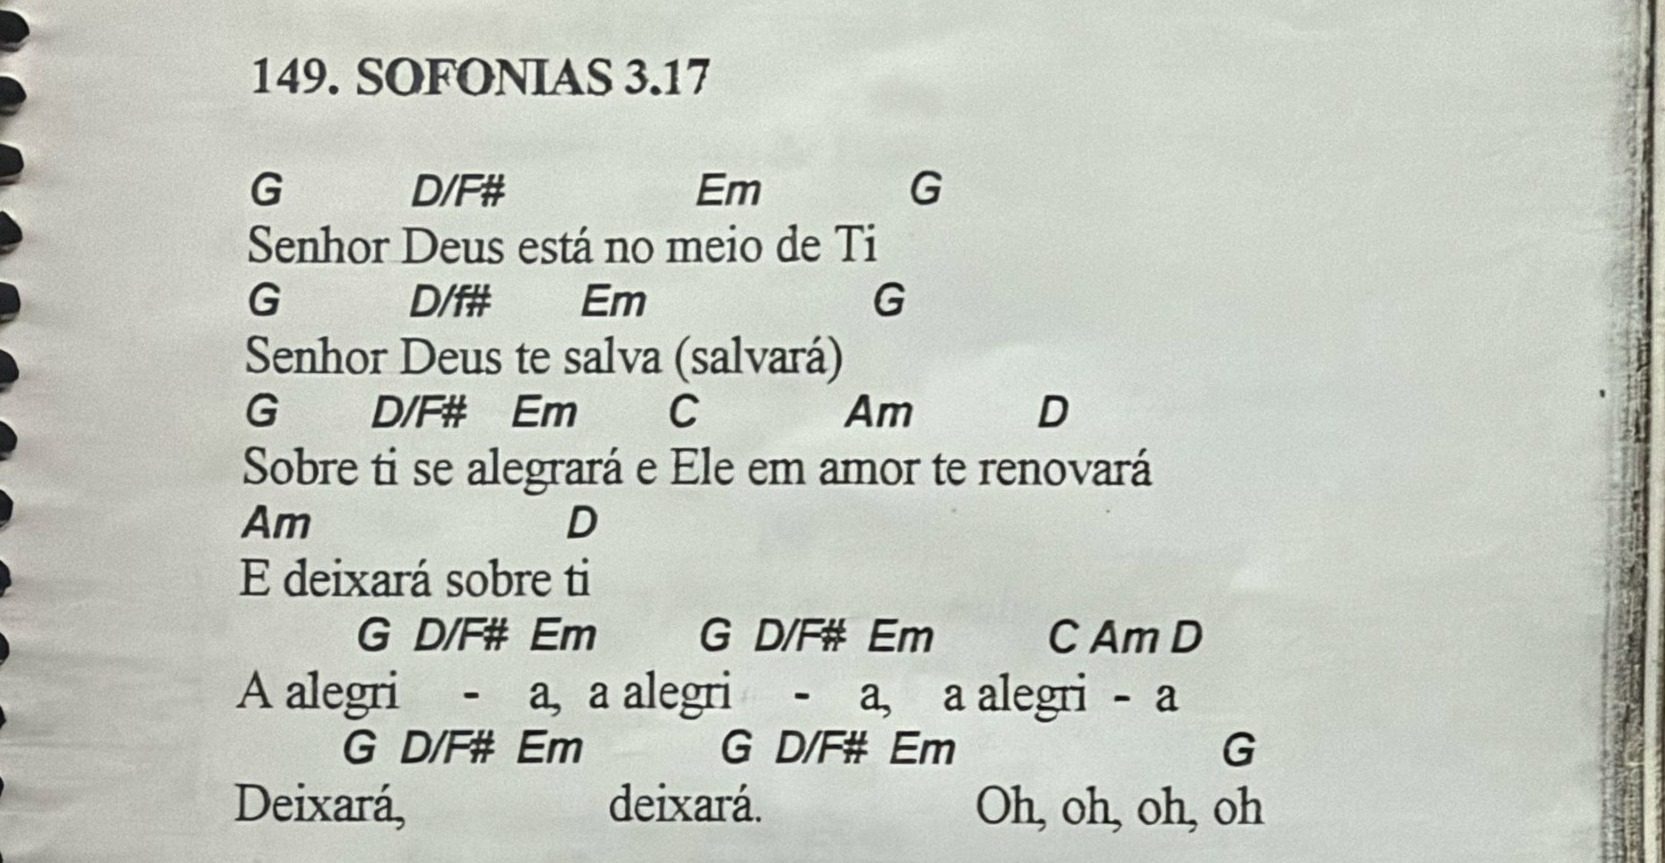 149. SOFONIAS 3.17
G D/F# Em G
Senhor Deus está no meio de Ti
G D/f# Em G
Senhor Deus te salva (salvará)
G D/F# Em C Am D
Sobre ti se alegrará e Ele em amor te renovará
Am D
E deixará sobre ti
G D/F# Em G D/F# Em C Am D
A alegri - a, a alegri - a, a alegri - a
G D/F# Em G D/F# Em G
Deixará, deixará. Oh, oh, oh, oh